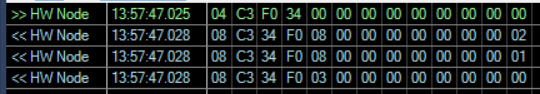 >> HW Node 13:57:47.025 04 C3 F0 34 00 00 00 00 00 00 00 00
<< HW Node 13:57:47.028 08 C3 34 F0 08 00 00 00 00 00 00 02
<< HW Node 13:57:47.028 08 C3 34 F0 08 00 00 00 00 00 00 01
<< HW Node 13:57:47.028 08 C3 34 F0 03 00 00 00 00 00 00 00